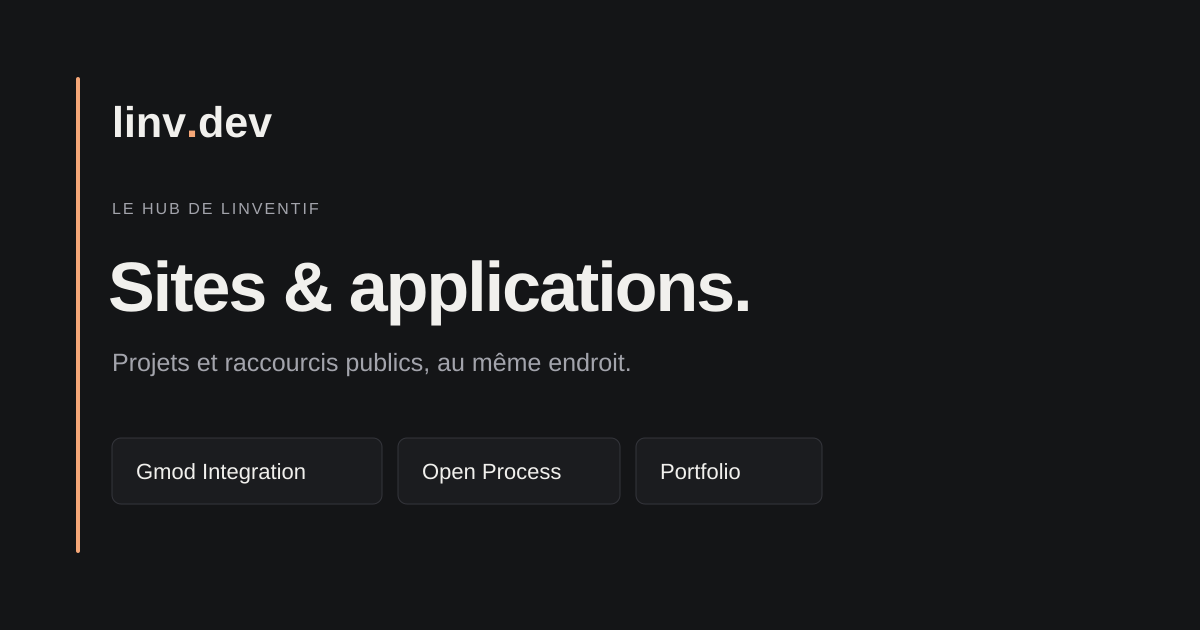 linv.dev
LE HUB DE LINVENTIF
Sites & applications.
Projets et raccourcis publics, au même endroit.
Gmod Integration
Open Process
Portfolio